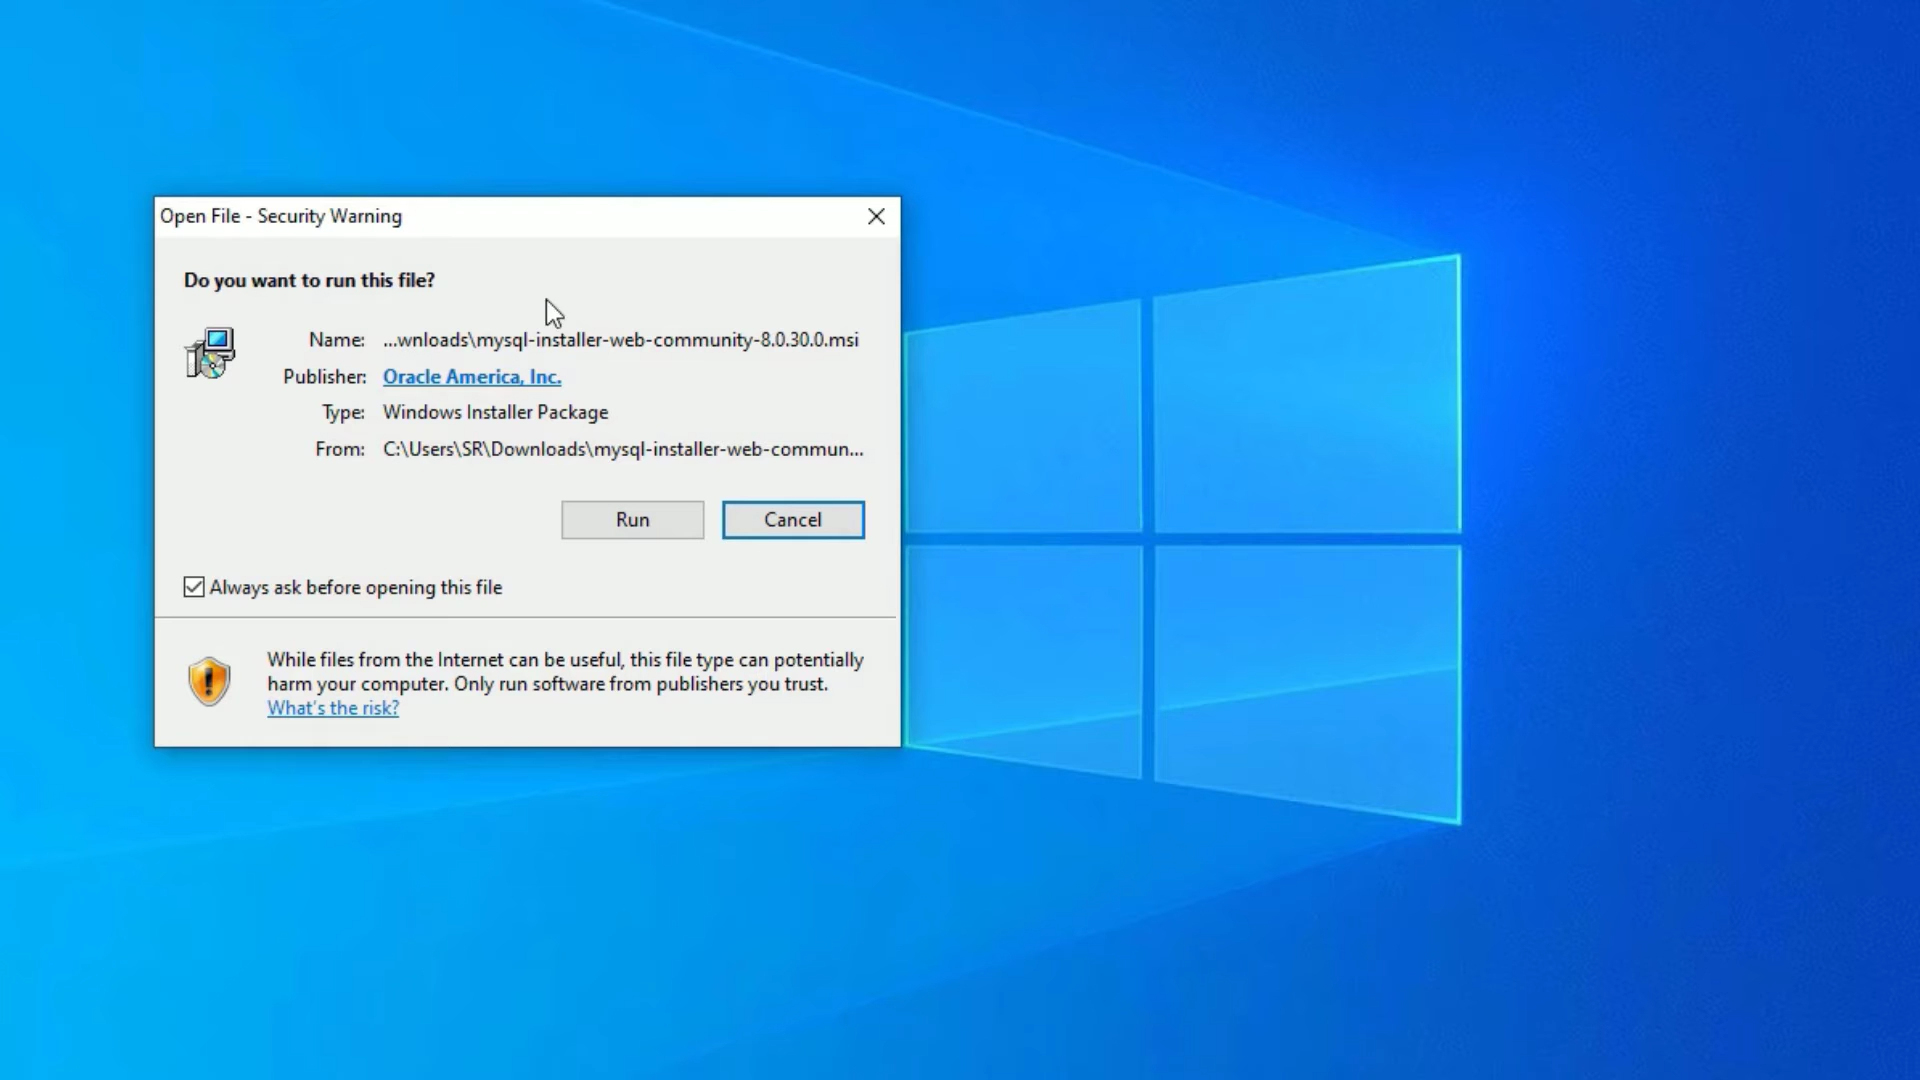 Open File - Security Warning
Do you want to run this file?
Name: ...wnloads\mysql-installer-web-community-8.0.30.0.msi
Publisher: Oracle America, Inc.
Type: Windows Installer Package
From: C:\Users\SR\Downloads\mysql-installer-web-commun...
Run Cancel
Always ask before opening this file
While files from the Internet can be useful, this file type can potentially
harm your computer. Only run software from publishers you trust.
What's the risk?